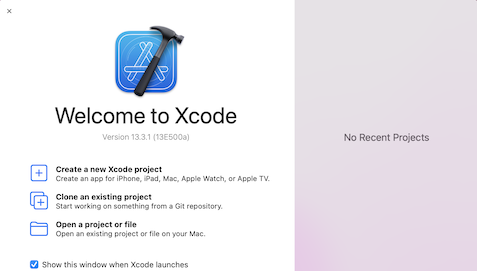 Welcome to Xcode
Version 13.3.1 (13E500a)
Create a new Xcode project
Create an app for iPhone, iPad, Mac, Apple Watch, or Apple TV.
Clone an existing project
Start working on something from a Git repository.
Open a project or file
Open an existing project or file on your Mac.
Show this window when Xcode launches
No Recent Projects